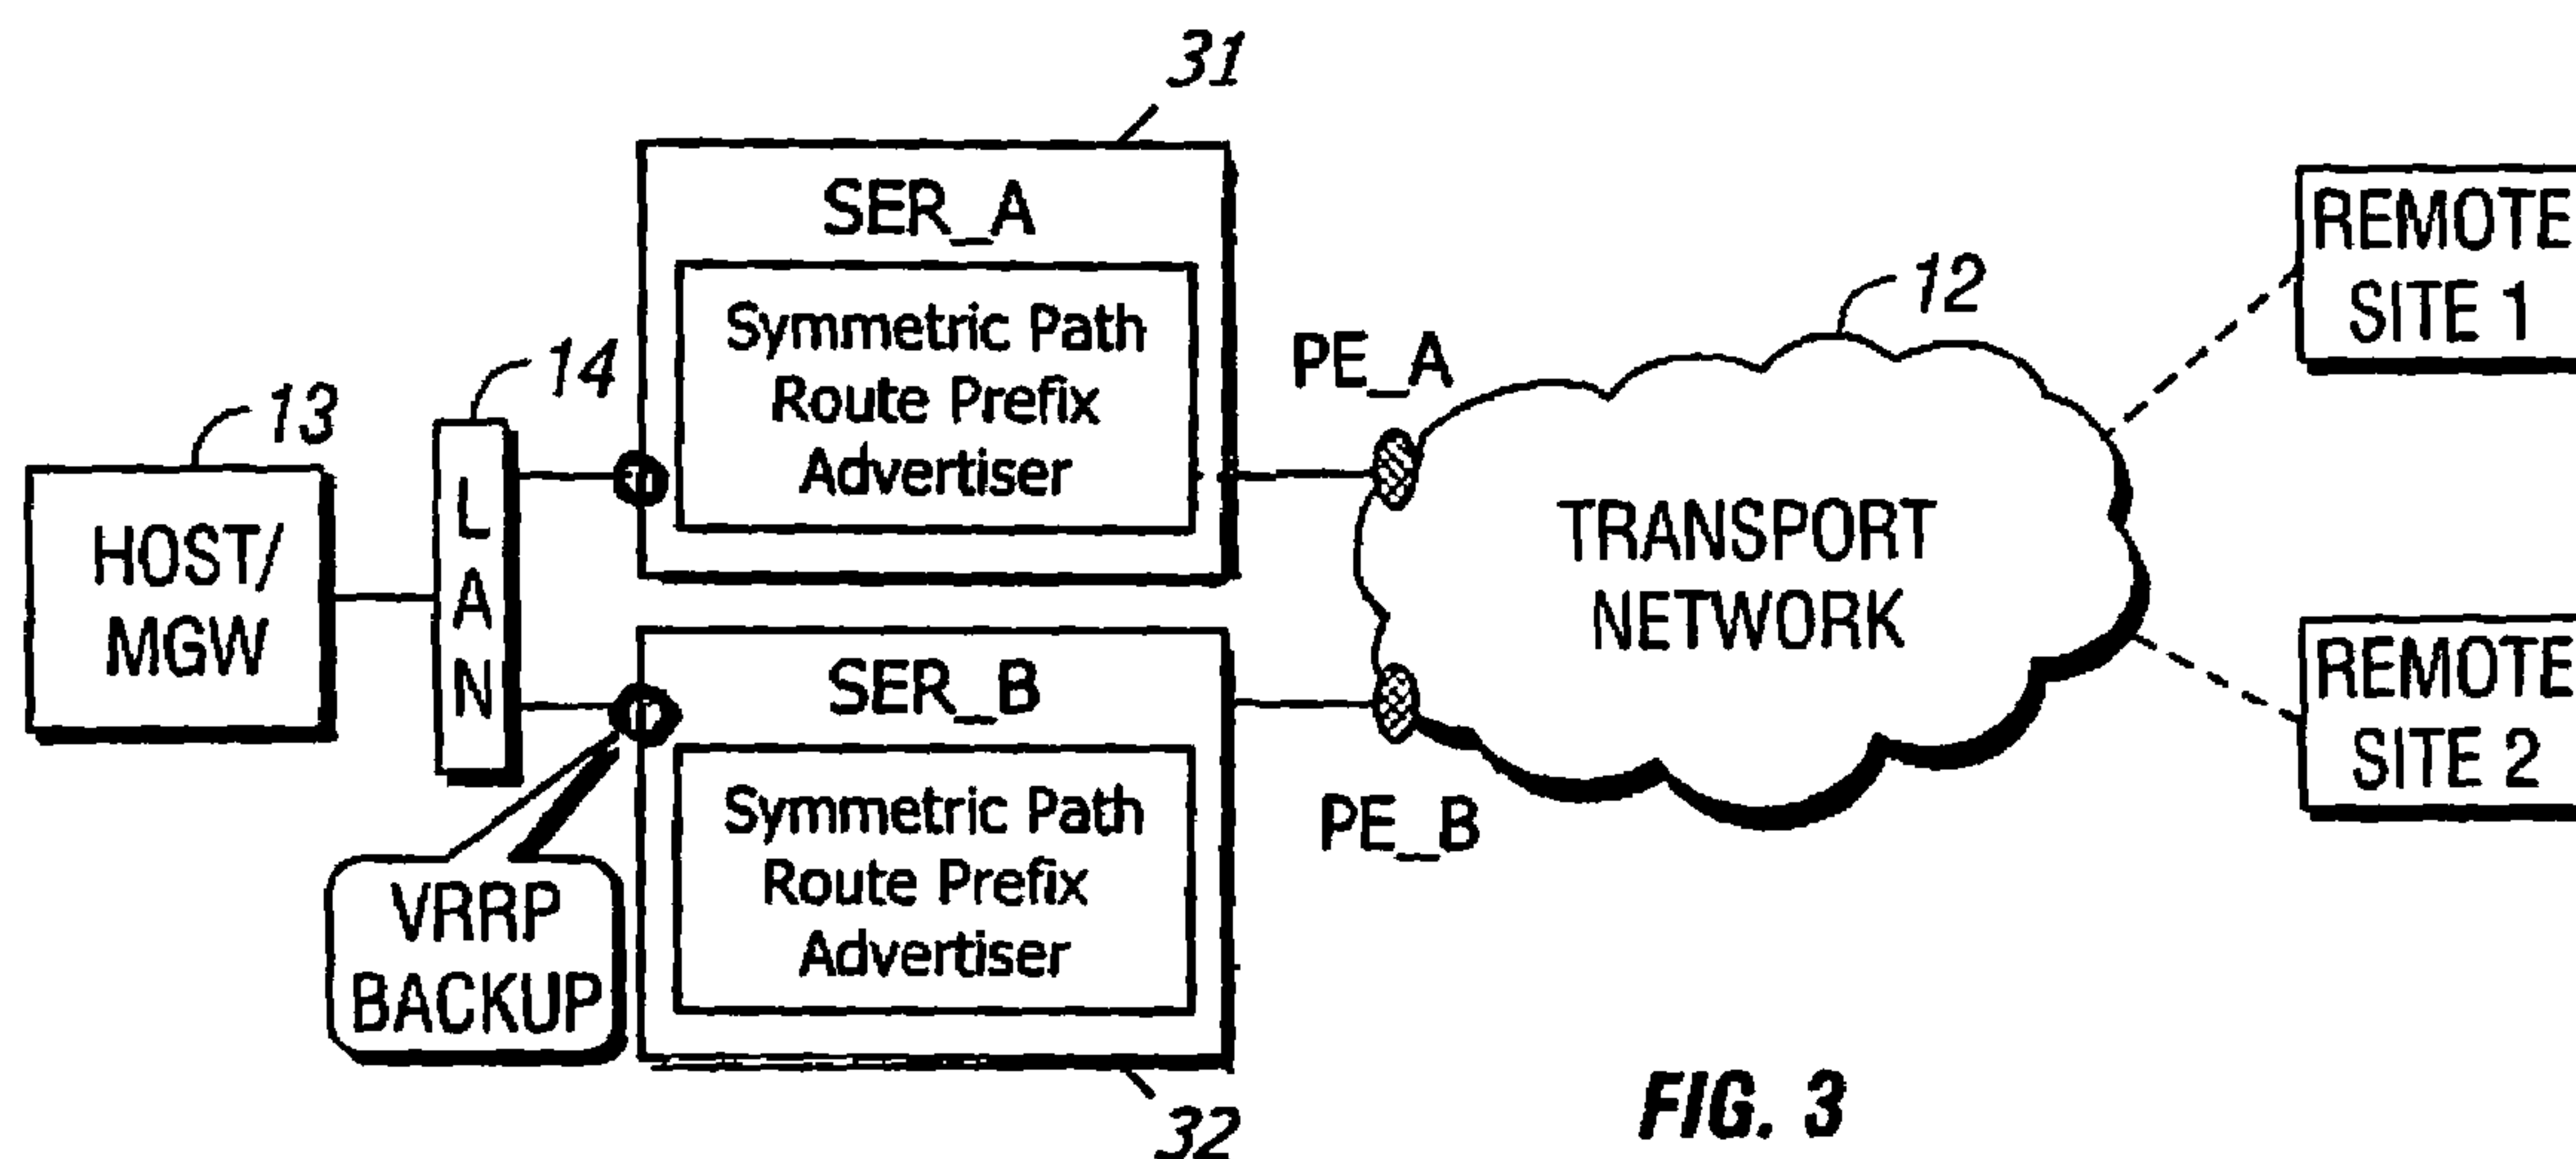 31
SER_A
Symmetric Path
Route Prefix
Advertiser
13
HOST/
MGW
14
LAN
PE_A
12
TRANSPORT
NETWORK
REMOTE
SITE 1
REMOTE
SITE 2
SER_B
Symmetric Path
Route Prefix
Advertiser
PE_B
VRRP
BACKUP
32
FIG. 3